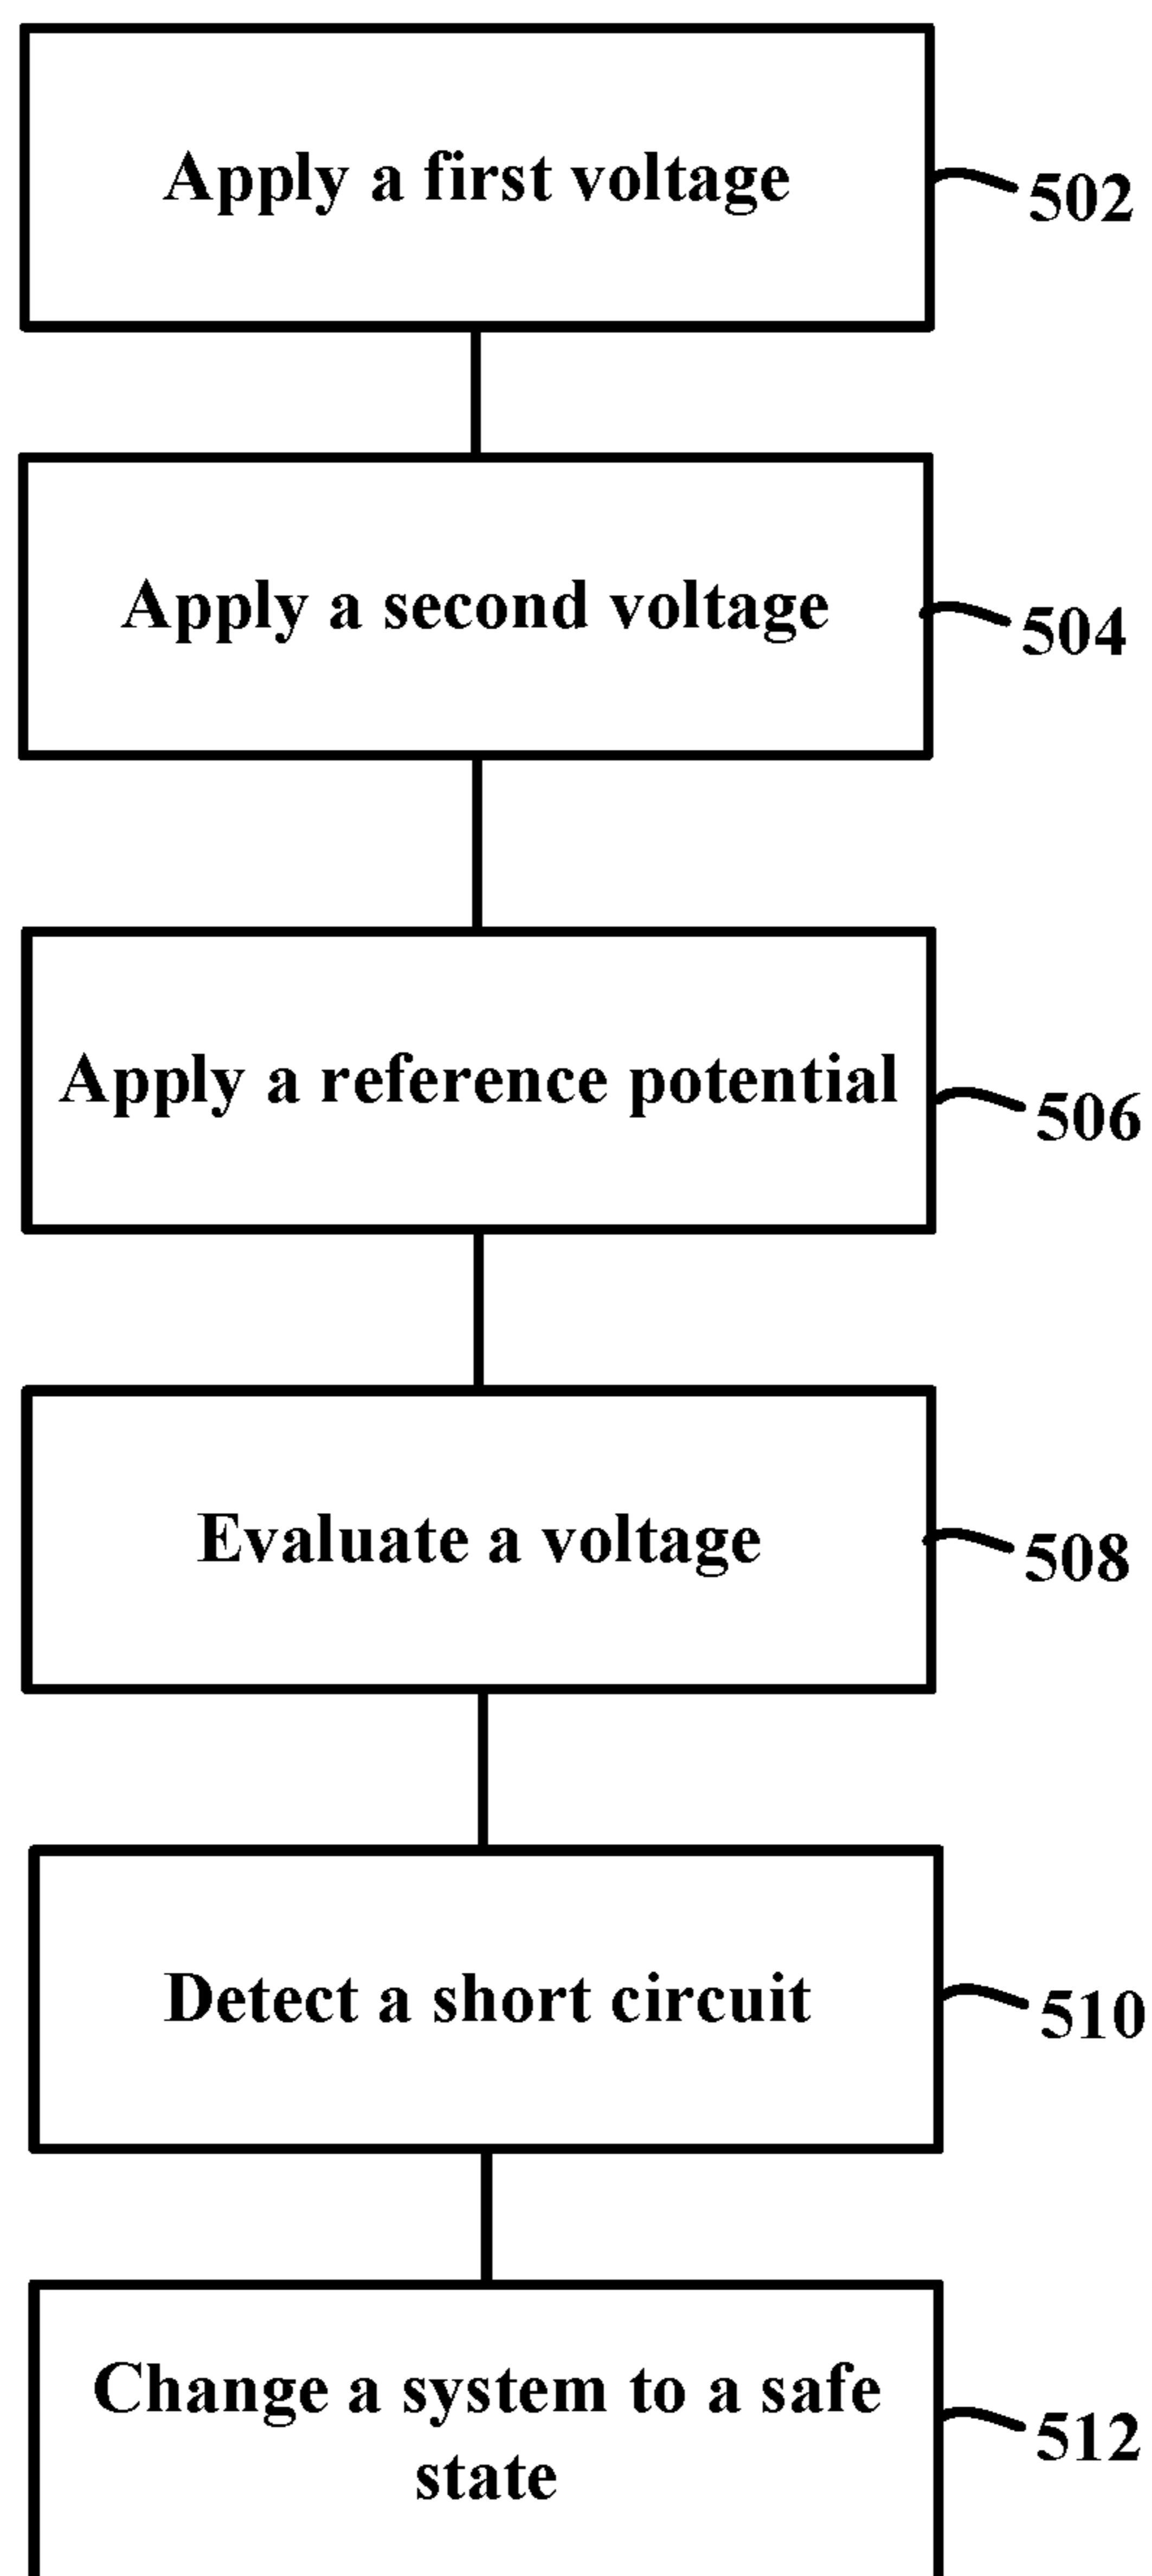 Apply a first voltage
502
Apply a second voltage
504
Apply a reference potential
506
Evaluate a voltage
508
Detect a short circuit
510
Change a system to a safe
state
512